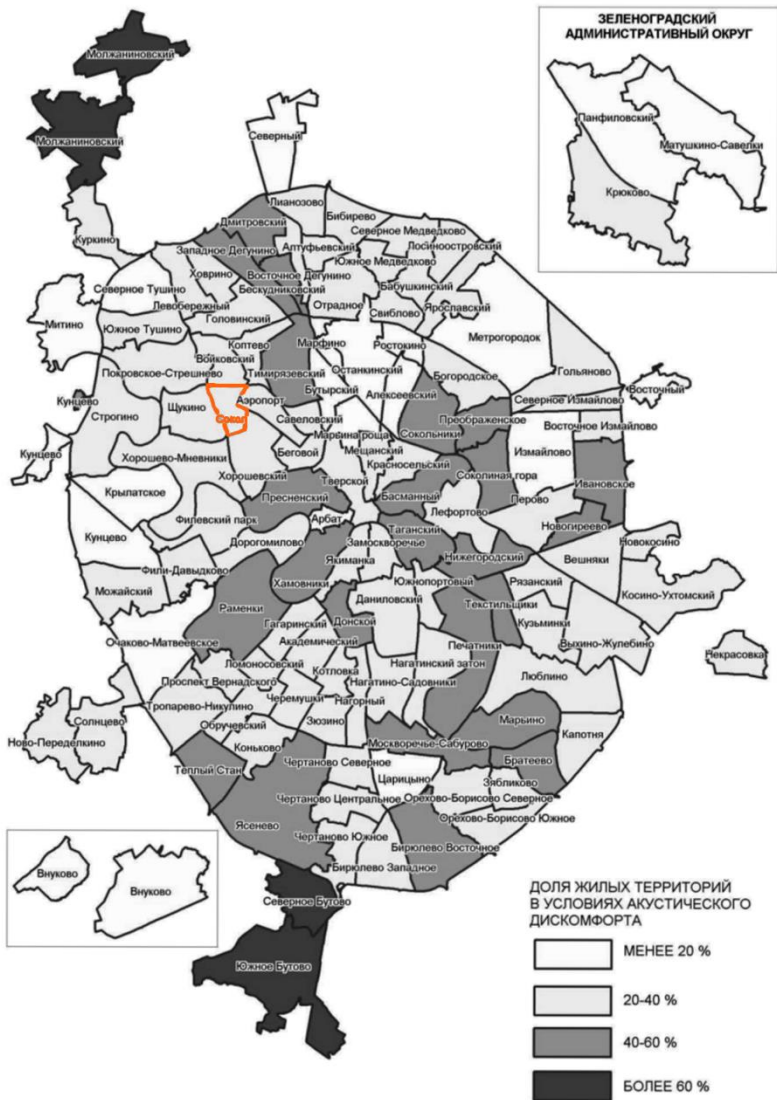 ЗЕЛЕНОГРАДСКИЙ
АДМИНИСТРАТИВНЫЙ ОКРУГ
Панфиловский
Матушкино-Савелки
Крюково
Молжаниновский
Молжаниновский
Северный
Лианозово
Бибирево
Дмитровский
Северное Медведково
Куркино
Западное Дегунино
Алтуфьевский
Лосиноостровский
Ховрино
Южное Медведково
Восточное Дегунино
Северное Тушино
Бескудниковский
Бабушкинский
Левобережный
Отрадное
Ярославский
Митино
Головинский
Свиблово
Южное Тушино
Метрогородок
Коптево
Марфино
Ростокино
Войковский
Останкинский
Гольяново
Покровское-Стрешнево
Тимирязевский
Богородское
Бутырский
Алексеевский
Восточный
Кунцево
Аэропорт
Северное Измайлово
Строгино
Щукино
Сокол
Савеловский
Преображенское
Восточное Измайлово
Марьина роща
Сокольники
Кунцево
Беговой
Мещанский
Измайлово
Хорошево-Мневники
Красносельский
Соколиная гора
Хорошевский
Тверской
Ивановское
Крылатское
Пресненский
Басманный
Перово
Филевский парк
Арбат
Лефортово
Таганский
Новогиреево
Кунцево
Дорогомилово
Замоскворечье
Новокосино
Якиманка
Нижегородский
Вешняки
Фили-Давыдково
Хамовники
Южнопортовый
Рязанский
Можайский
Косино-Ухтомский
Раменки
Даниловский
Текстильщики
Гагаринский
Донской
Кузьминки
Очаково-Матвеевское
Академический
Печатники
Выхино-Жулебино
Некрасовка
Ломоносовский
Нагатинский затон
Котловка
Люблино
Проспект Вернадского
Нагатино-Садовники
Черемушки
Нагорный
Тропарево-Никулино
Марьино
Солнцево
Зюзино
Обручевский
Капотня
Ново-Переделкино
Коньково
Москворечье-Сабурово
Чертаново Северное
Братеево
Теплый Стан
Царицыно
Зябликово
Чертаново Центральное
Орехово-Борисово Северное
Ясенево
Орехово-Борисово Южное
Чертаново Южное
Бирюлево Восточное
Бирюлево Западное
Внуково
Внуково
Северное Бутово
Южное Бутово
ДОЛЯ ЖИЛЫХ ТЕРРИТОРИЙ
В УСЛОВИЯХ АКУСТИЧЕСКОГО
ДИСКОМФОРТА
МЕНЕЕ 20 %
20-40 %
40-60 %
БОЛЕЕ 60 %